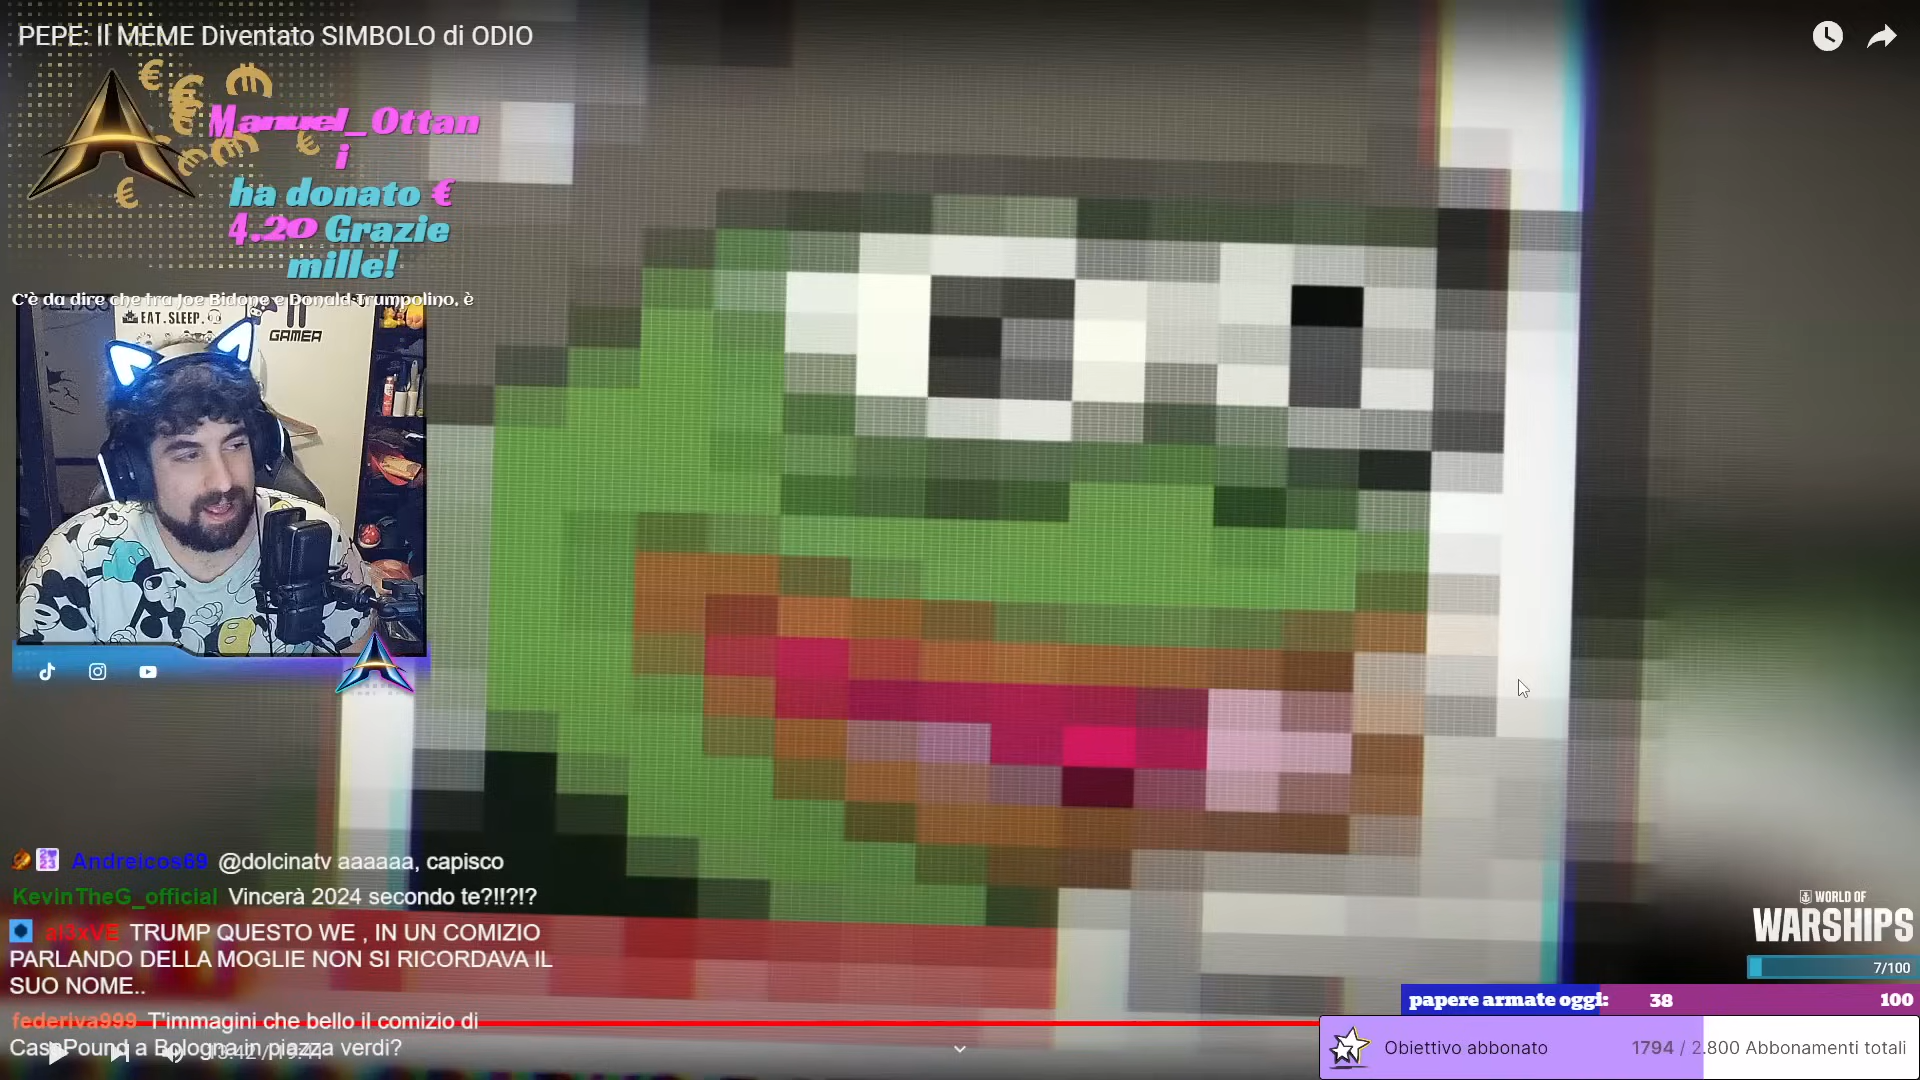 PEPE: Il MEME Diventato SIMBOLO di ODIO
Manuel_Ottan
i
ha donato €
4.20 Grazie
mille!
C'è da dire che tra Joe Bidone e Donald Trumpolino, è
EAT.SLEEP.
GAMER
Andreicos69 @dolcinatv aaaaaa, capisco
KevinTheG_official Vincerà 2024 secondo te?!!?!?
al3xVE TRUMP QUESTO WE , IN UN COMIZIO
PARLANDO DELLA MOGLIE NON SI RICORDAVA IL
SUO NOME..
federiva999 T'immagini che bello il comizio di
CasaPound a Bologna in piazza verdi?
WORLD OF
WARSHIPS
7/100
papere armate oggi: 38 100
Obiettivo abbonato 1794 / 2.800 Abbonamenti totali